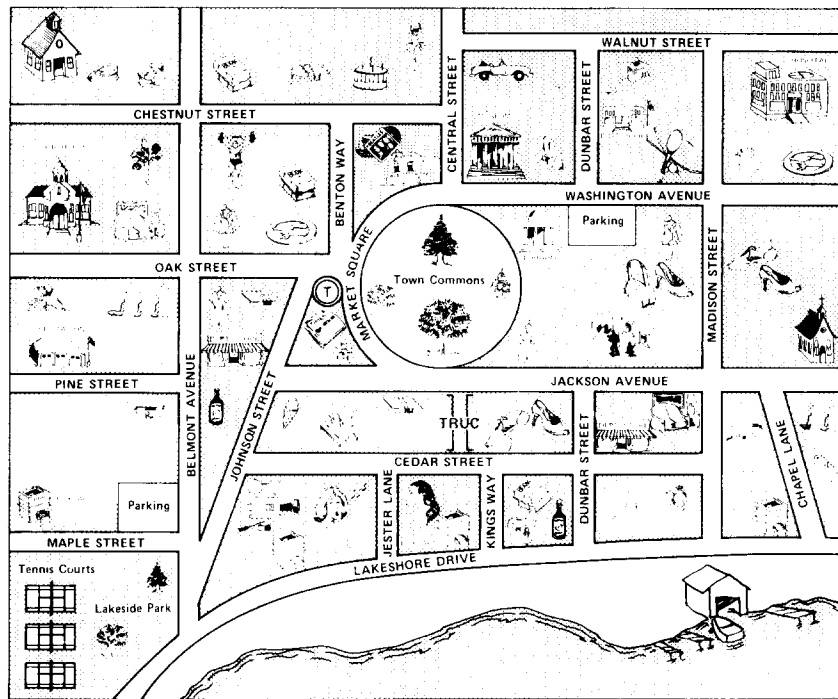 WALNUT STREET
CHESTNUT STREET
CENTRAL STREET
DUNBAR STREET
HOSPITAL
BENTON WAY
WASHINGTON AVENUE
Parking
MARKET SQUARE
Town Commons
MADISON STREET
OAK STREET
T
PINE STREET
BELMONT AVENUE
JOHNSON STREET
JACKSON AVENUE
TRUC
CEDAR STREET
DUNBAR STREET
CHAPEL LANE
JESTER LANE
KINGS WAY
Parking
MAPLE STREET
LAKESHORE DRIVE
Tennis Courts
Lakeside Park